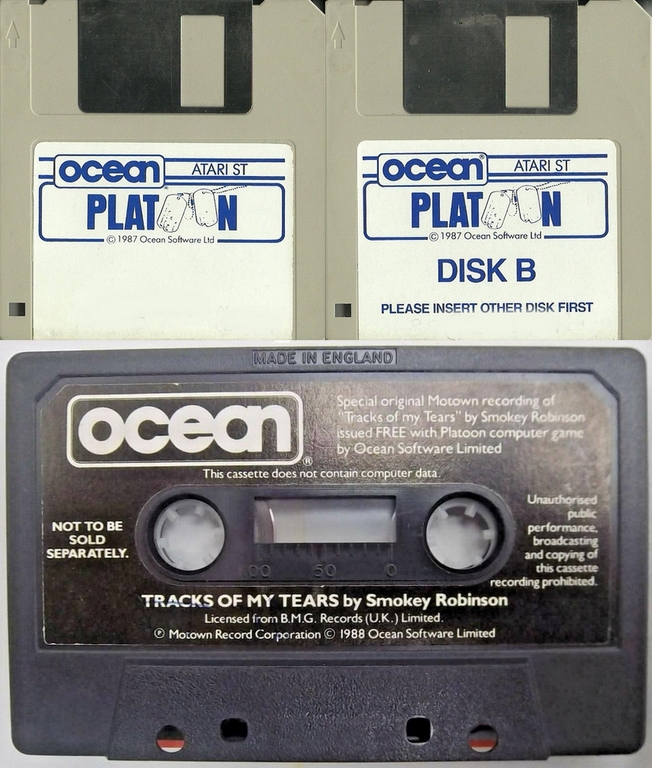 ocean ATARI ST
PLATOON
© 1987 Ocean Software Ltd
ocean® ATARI ST
PLATOON
© 1987 Ocean Software Ltd
DISK B
PLEASE INSERT OTHER DISK FIRST
MADE IN ENGLAND
ocean®
Special original Motown recording of
"Tracks of my Tears" by Smokey Robinson
issued FREE with Platoon computer game
by Ocean Software Limited
This cassette does not contain computer data.
NOT TO BE
SOLD
SEPARATELY.
Unauthorised
public
performance,
broadcasting
and copying of
this cassette
recording prohibited.
100 50 0
TRACKS OF MY TEARS by Smokey Robinson
Licensed from B.M.G. Records (U.K.) Limited.
℗ Motown Record Corporation © 1988 Ocean Software Limited